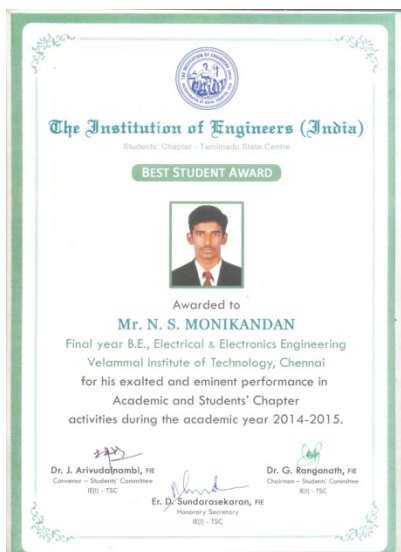 The Institution of Engineers (India)
Students' Chapter - Tamilnadu State Centre
BEST STUDENT AWARD
Awarded to
Mr. N. S. MONIKANDAN
Final year B.E., Electrical & Electronics Engineering
Velammal Institute of Technology, Chennai
for his exalted and eminent performance in
Academic and Students' Chapter
activities during the academic year 2014-2015.
Dr. J. Arivudainambi, FIE
Convenor – Students' Committee
IE(I) - TSC
Er. D. Sundarasekaran, FIE
Honorary Secretary
IE(I) - TSC
Dr. G. Ranganath, FIE
Chairman – Students' Committee
IE(I) - TSC